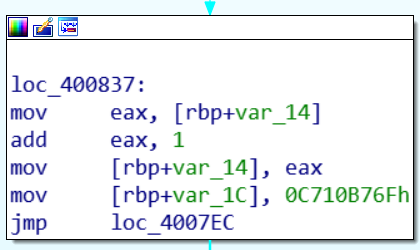 loc_400837:
mov     eax, [rbp+var_14]
add     eax, 1
mov     [rbp+var_14], eax
mov     [rbp+var_1C], 0C710B76Fh
jmp     loc_4007EC